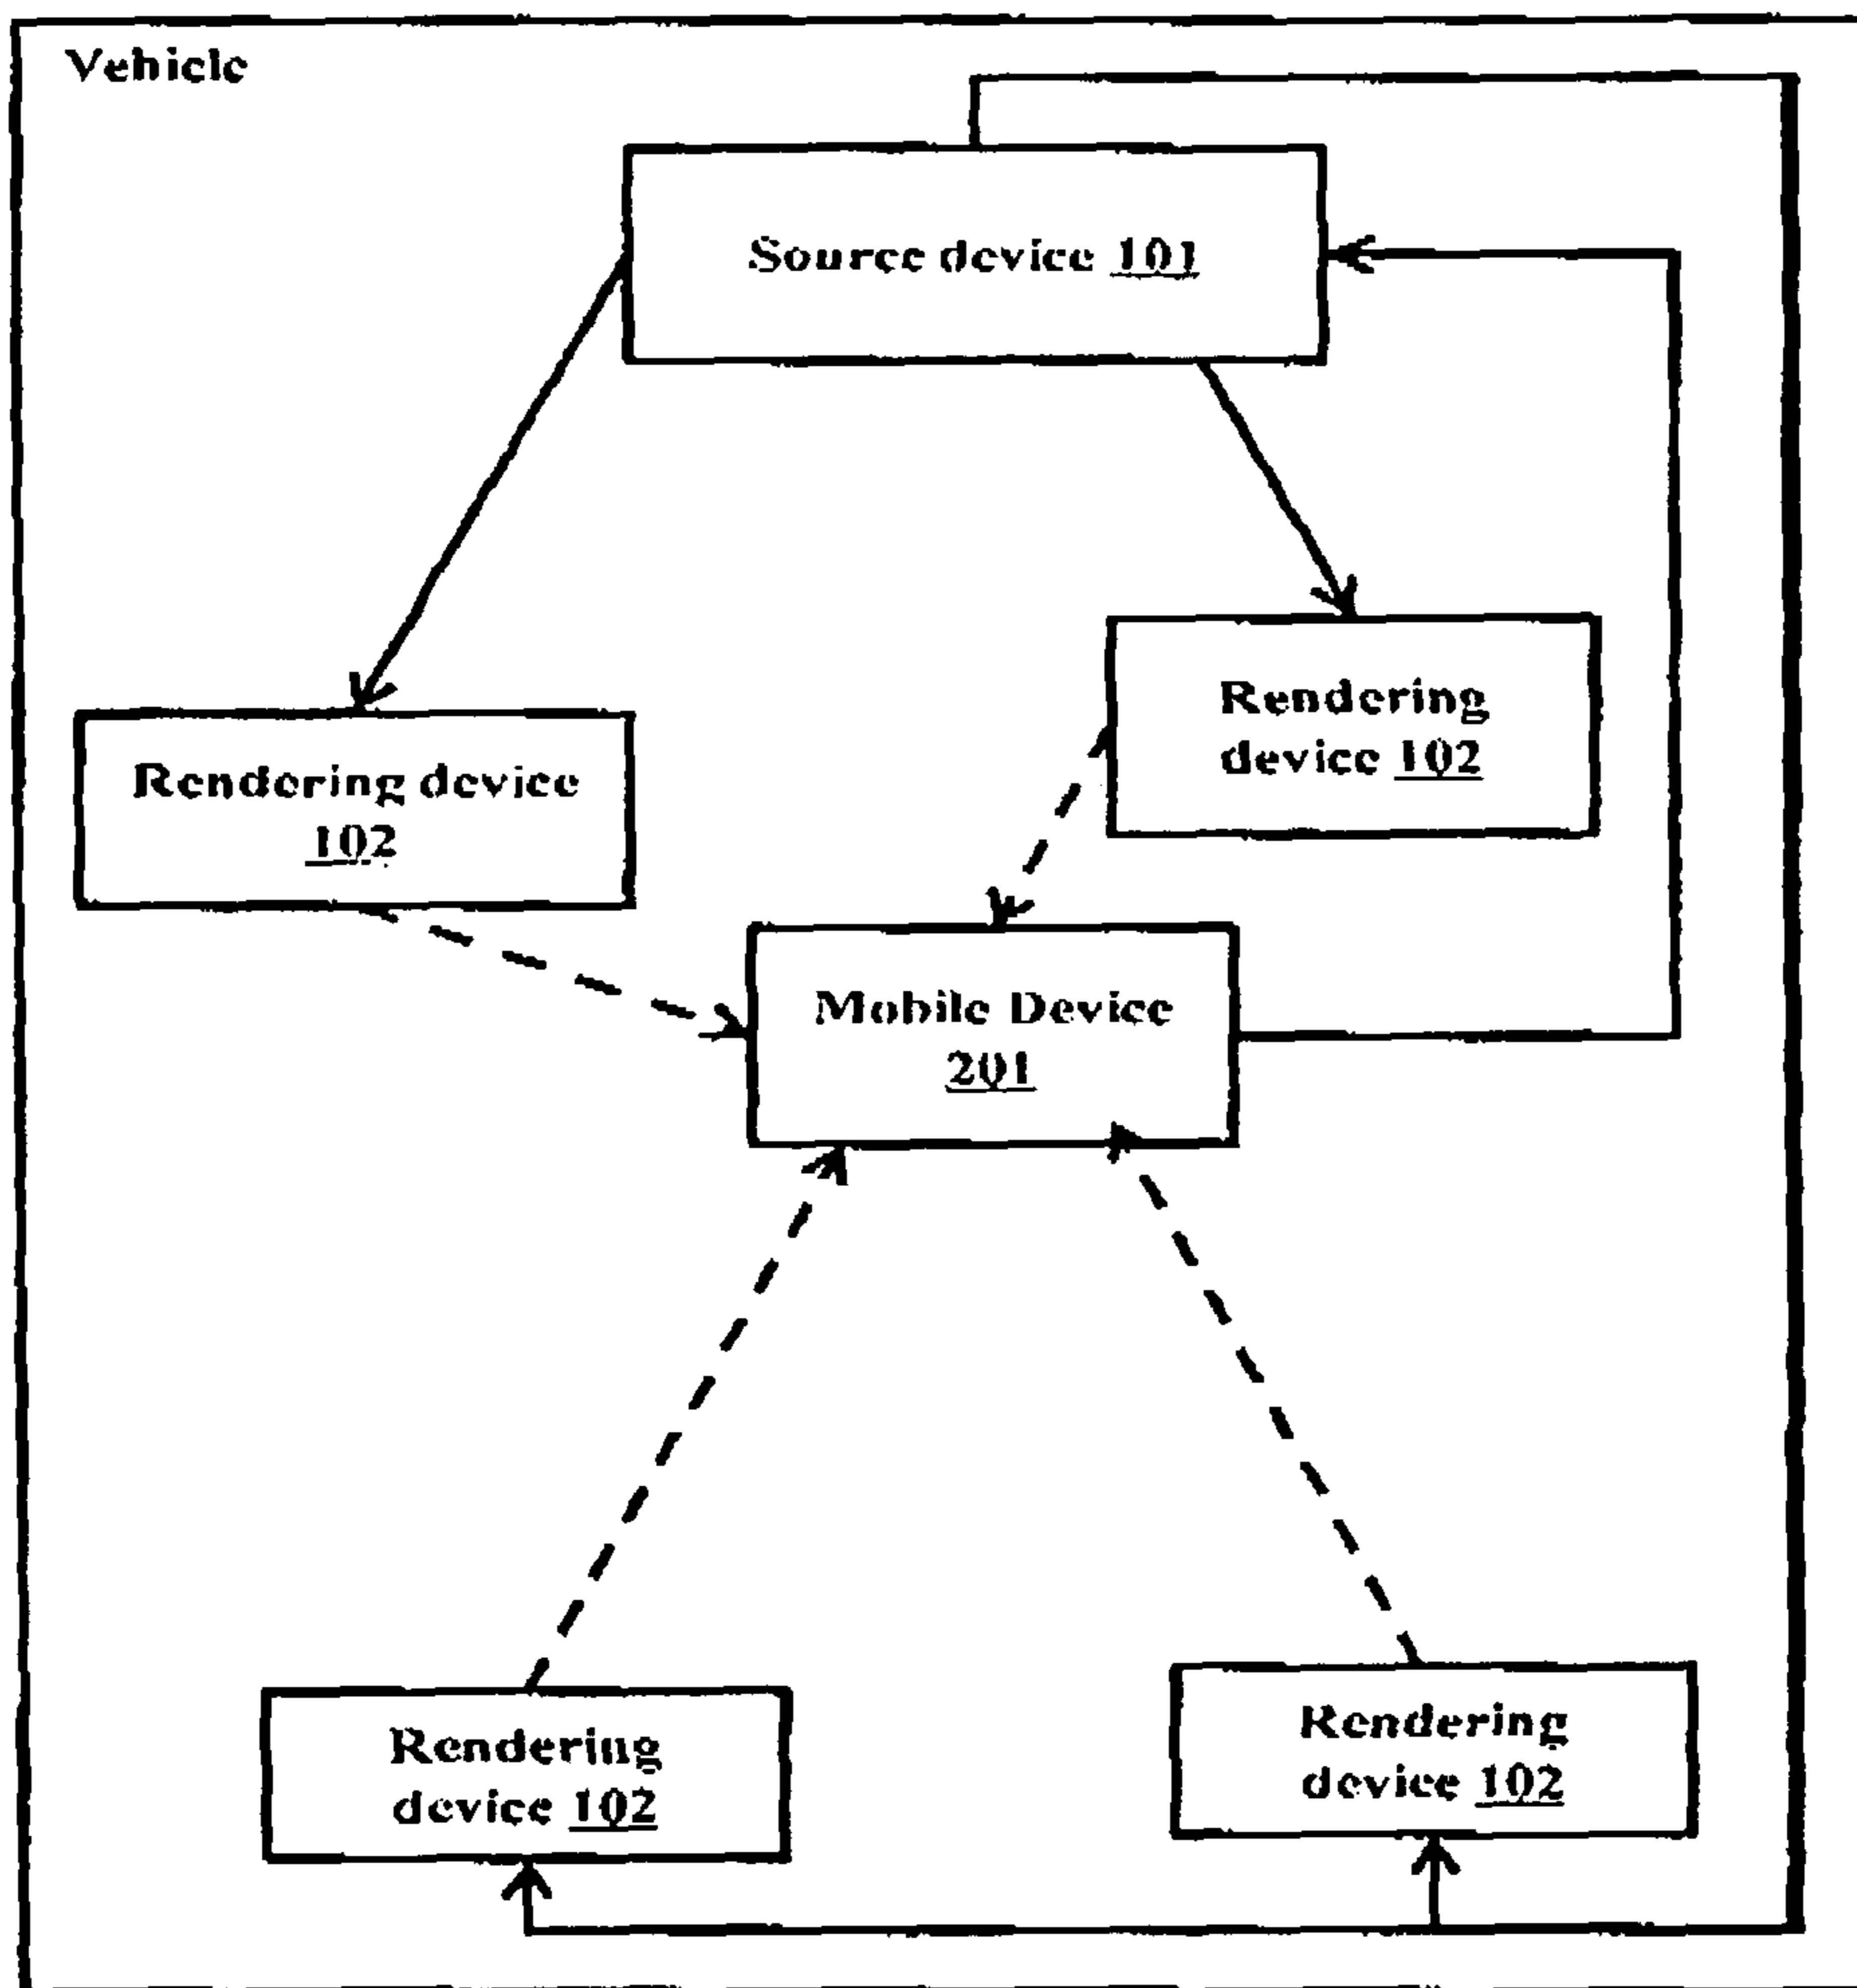 Vehicle
Source device 101
Rendering
device 102
Rendering device
102
Mobile Device
201
Rendering
device 102
Rendering
device 102